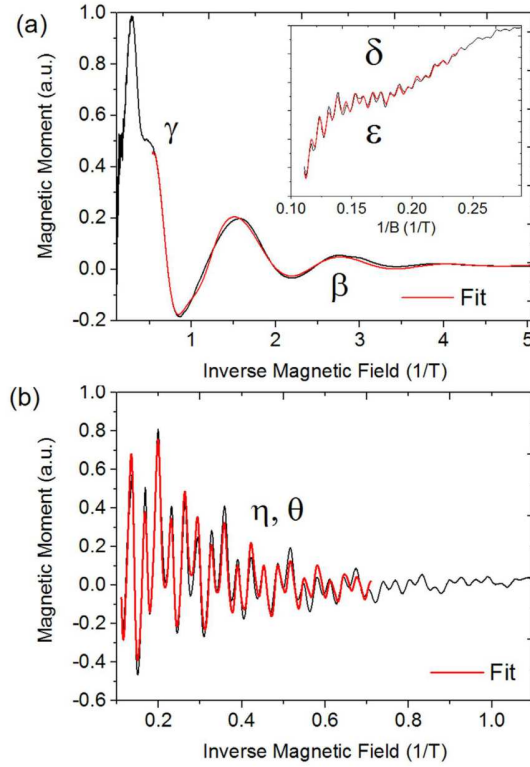 (a)
1.0
0.8
0.6
0.4
0.2
0.0
-0.2
Magnetic Moment (a.u.)
γ
β
Fit
1 2 3 4 5
Inverse Magnetic Field (1/T)
δ
ε
0.10 0.15 0.20 0.25
1/B (1/T)
(b)
1.0
0.8
0.6
0.4
0.2
0.0
-0.2
-0.4
-0.6
Magnetic Moment (a.u.)
η, θ
Fit
0.2 0.4 0.6 0.8 1.0
Inverse Magnetic Field (1/T)